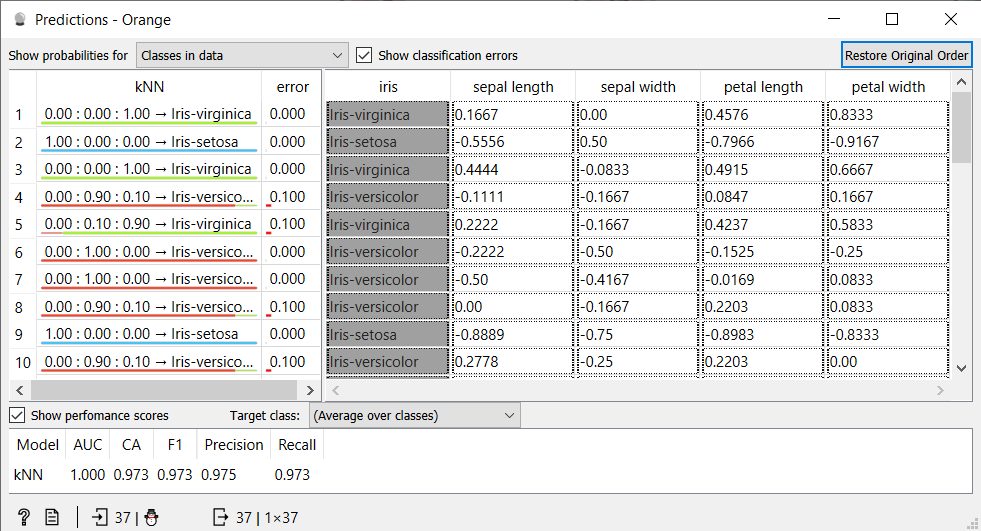 Predictions - Orange
Show probabilities for Classes in data Show classification errors Restore Original Order
kNN error iris sepal length sepal width petal length petal width
1 0.00 : 0.00 : 1.00 → Iris-virginica 0.000 Iris-virginica 0.1667 0.00 0.4576 0.8333
2 1.00 : 0.00 : 0.00 → Iris-setosa 0.000 Iris-setosa -0.5556 0.50 -0.7966 -0.9167
3 0.00 : 0.00 : 1.00 → Iris-virginica 0.000 Iris-virginica 0.4444 -0.0833 0.4915 0.6667
4 0.00 : 0.90 : 0.10 → Iris-versico... 0.100 Iris-versicolor -0.1111 -0.1667 0.0847 0.1667
5 0.00 : 0.10 : 0.90 → Iris-virginica 0.100 Iris-virginica 0.2222 -0.1667 0.4237 0.5833
6 0.00 : 1.00 : 0.00 → Iris-versico... 0.000 Iris-versicolor -0.2222 -0.50 -0.1525 -0.25
7 0.00 : 1.00 : 0.00 → Iris-versico... 0.000 Iris-versicolor -0.50 -0.4167 -0.0169 0.0833
8 0.00 : 0.90 : 0.10 → Iris-versico... 0.100 Iris-versicolor 0.00 -0.1667 0.2203 0.0833
9 1.00 : 0.00 : 0.00 → Iris-setosa 0.000 Iris-setosa -0.8889 -0.75 -0.8983 -0.8333
10 0.00 : 0.90 : 0.10 → Iris-versico... 0.100 Iris-versicolor 0.2778 -0.25 0.2203 0.00
Show perfomance scores Target class: (Average over classes)
Model AUC CA F1 Precision Recall
kNN 1.000 0.973 0.973 0.975 0.973
? 37 | 37 | 1×37